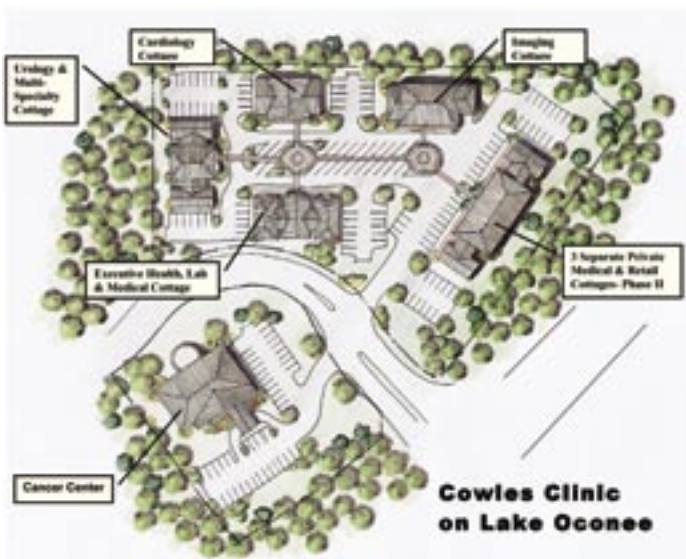 Cardiology
Cottage
Imaging
Cottage
Urology &
Multi-
Specialty
Cottage
Executive Health, Lab
& Medical Cottage
3 Separate Private
Medical & Retail
Cottages- Phase II
Cancer Center
Cowles Clinic
on Lake Oconee